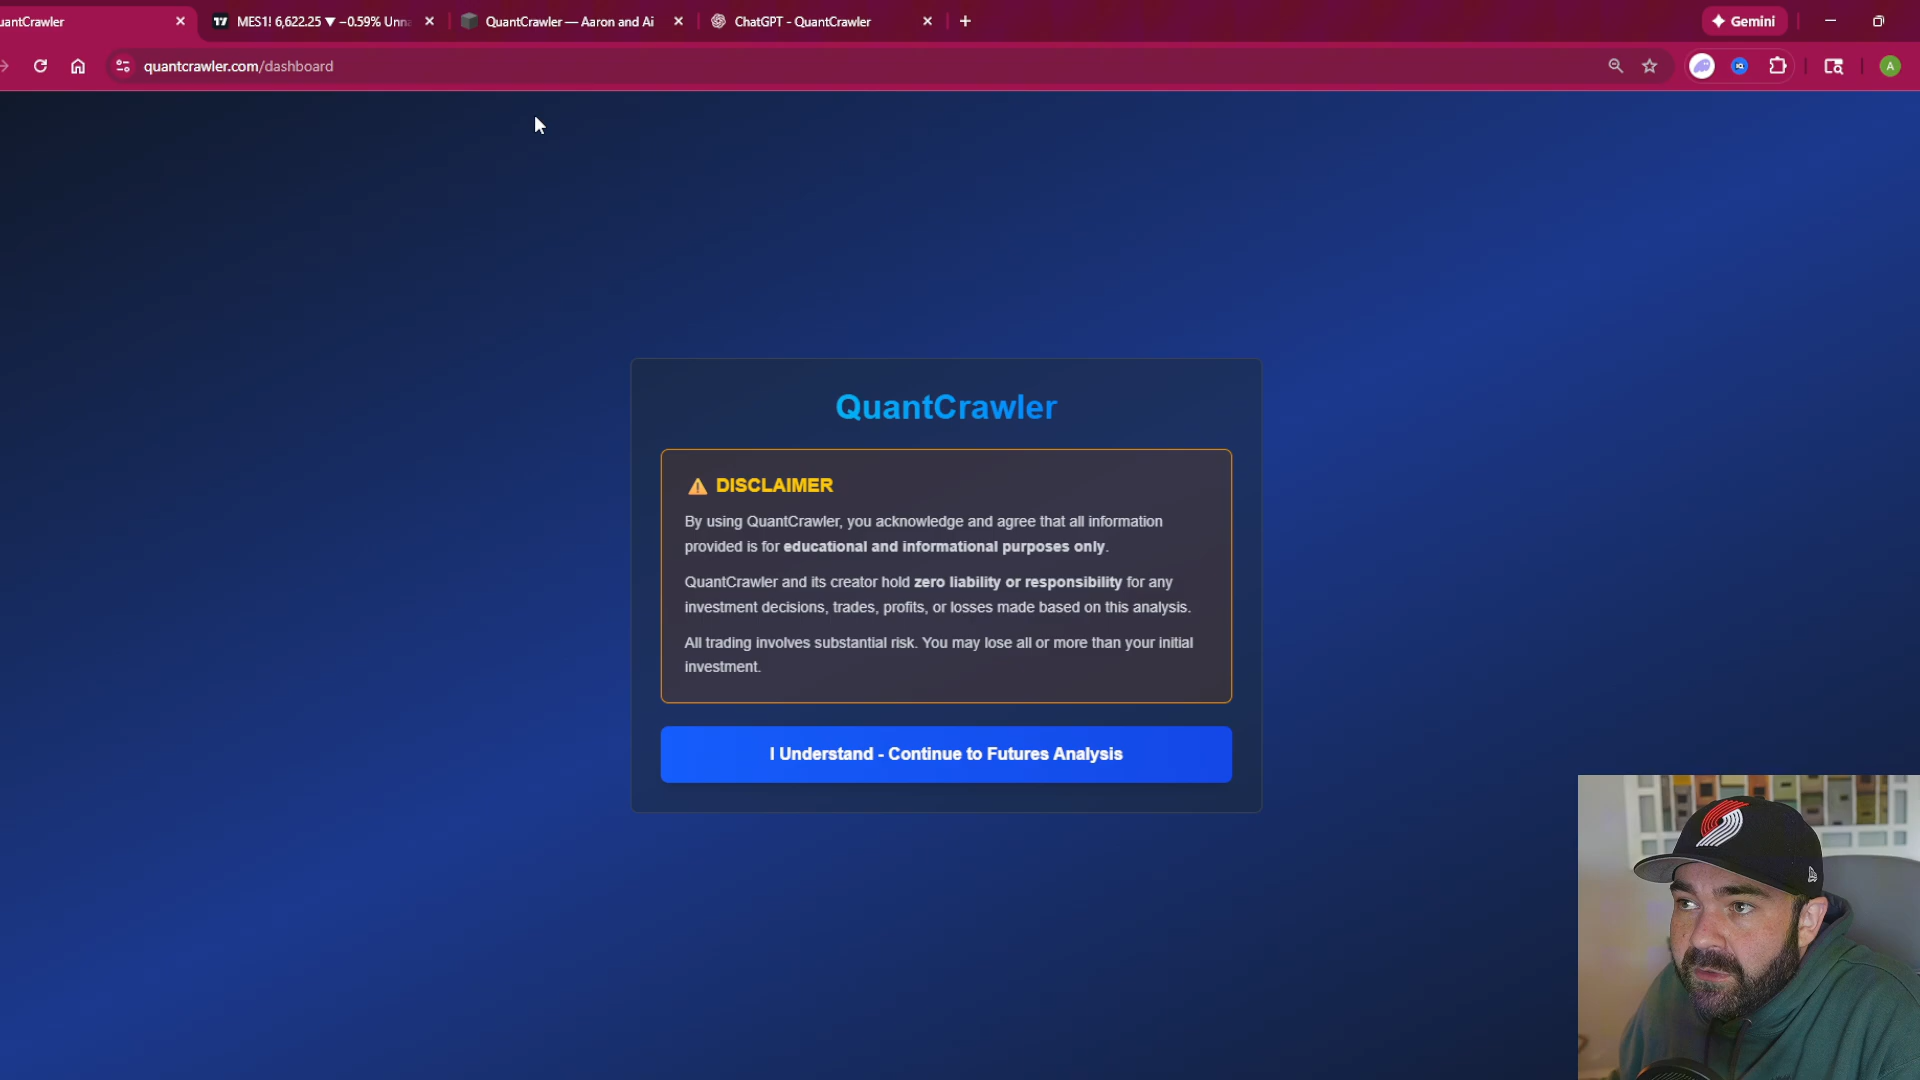 uantCrawler
MES1! 6,622.25 ▼ −0.59% Unna
QuantCrawler — Aaron and Ai
ChatGPT - QuantCrawler
Gemini
quantcrawler.com/dashboard
A
QuantCrawler
⚠ DISCLAIMER
By using QuantCrawler, you acknowledge and agree that all information
provided is for educational and informational purposes only.
QuantCrawler and its creator hold zero liability or responsibility for any
investment decisions, trades, profits, or losses made based on this analysis.
All trading involves substantial risk. You may lose all or more than your initial
investment.
I Understand - Continue to Futures Analysis